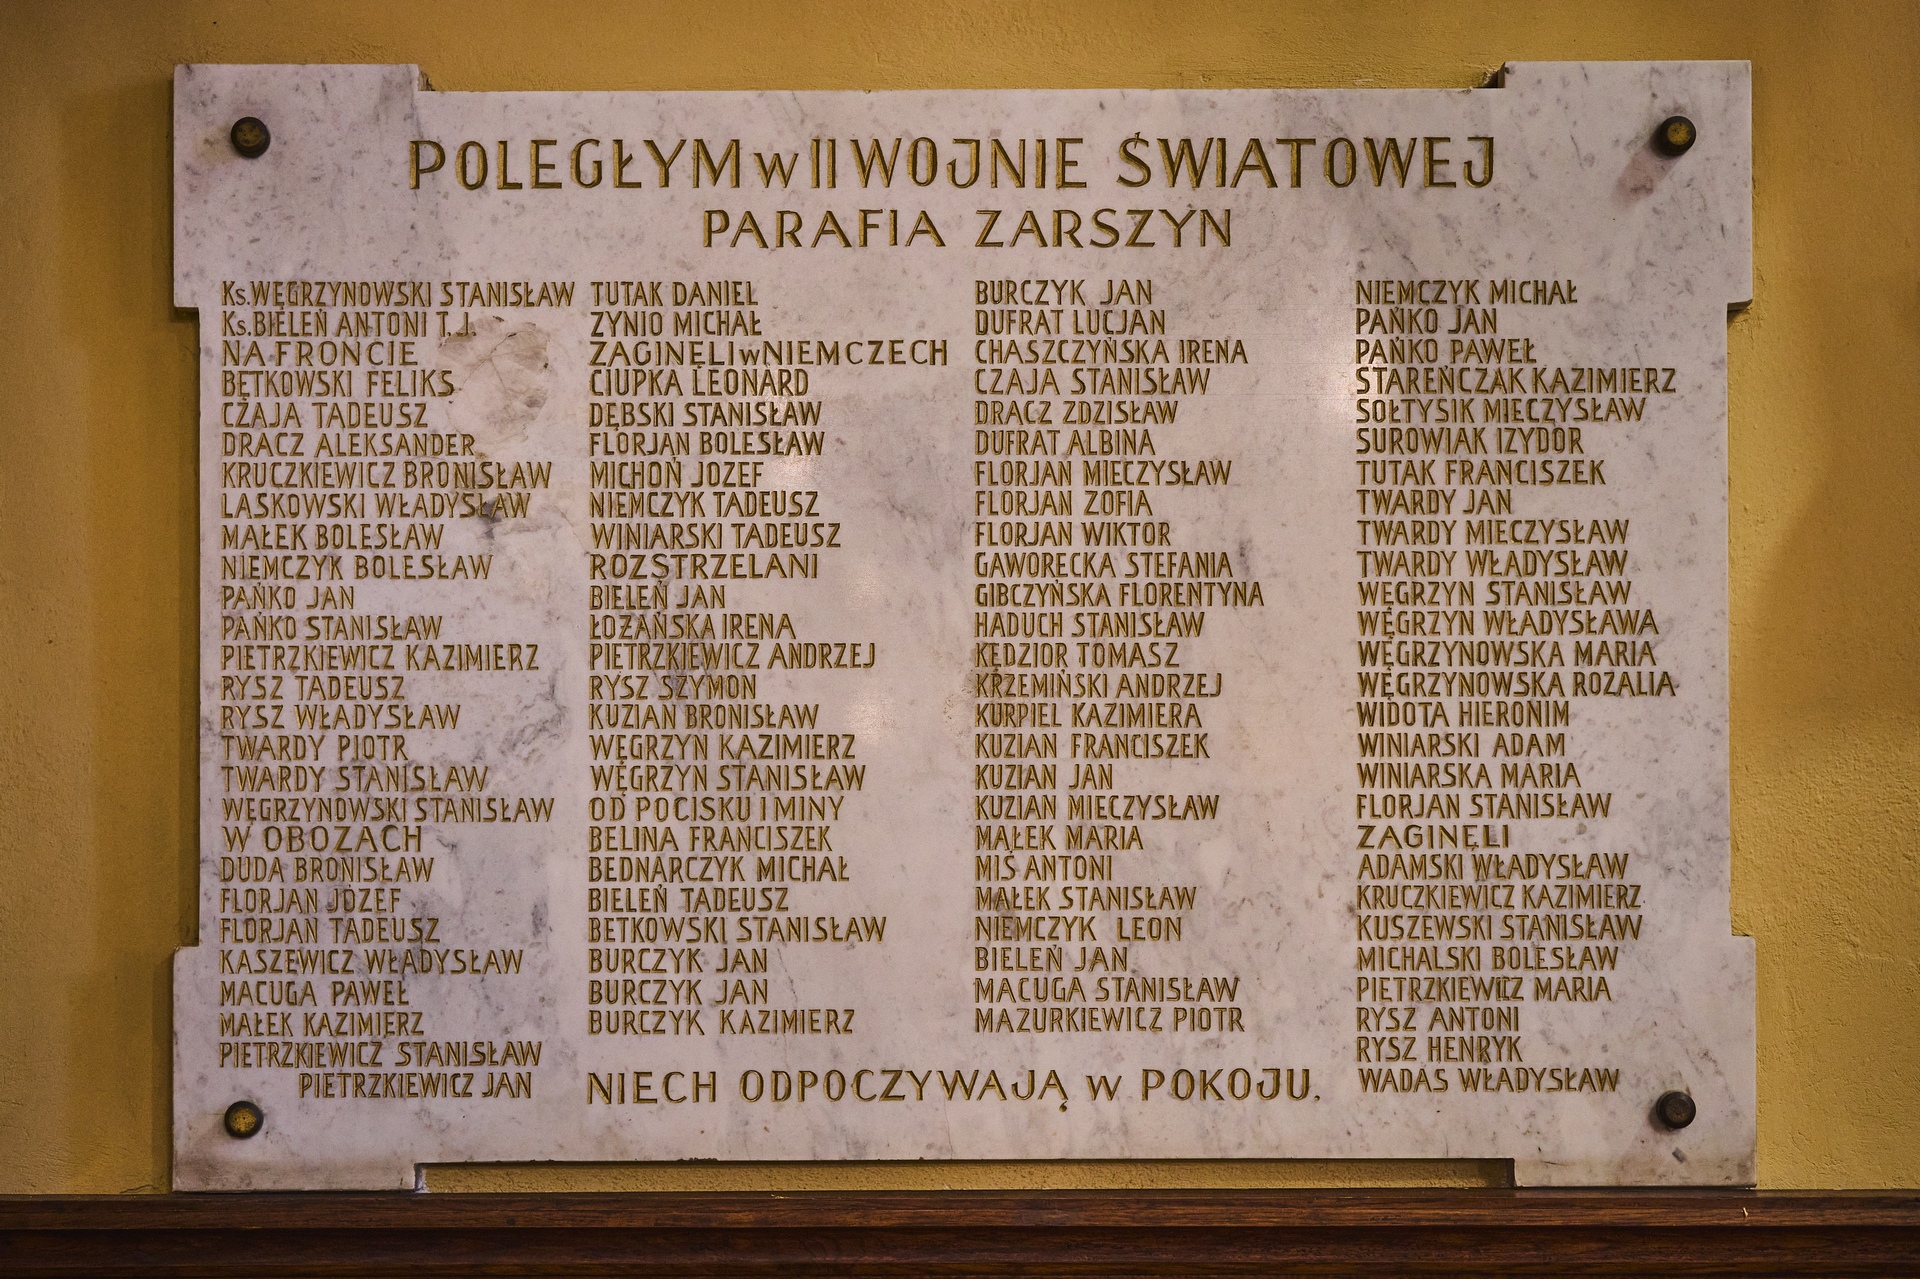 POLEGŁYM w II WOJNIE ŚWIATOWEJ
PARAFIA ZARSZYN
Ks. WĘGRZYNOWSKI STANISŁAW
Ks. BIELEŃ ANTONI T. J.
NA FRONCIE
BĘTKOWSKI FELIKS
CZAJA TADEUSZ
DRACZ ALEKSANDER
KRUCZKIEWICZ BRONISŁAW
LASKOWSKI WŁADYSŁAW
MAŁEK BOLESŁAW
NIEMCZYK BOLESŁAW
PAŃKO JAN
PAŃKO STANISŁAW
PIETRZKIEWICZ KAZIMIERZ
RYSZ TADEUSZ
RYSZ WŁADYSŁAW
TWARDY PIOTR
TWARDY STANISŁAW
WĘGRZYNOWSKI STANISŁAW
W OBOZACH
DUDA BRONISŁAW
FLORJAN JÓZEF
FLORJAN TADEUSZ
KASZEWICZ WŁADYSŁAW
MACUGA PAWEŁ
MAŁEK KAZIMIERZ
PIETRZKIEWICZ STANISŁAW
PIETRZKIEWICZ JAN
TUTAK DANIEL
ZYNIO MICHAŁ
ZAGINĘLI w NIEMCZECH
CIUPKA LEONARD
DĘBSKI STANISŁAW
FLORJAN BOLESŁAW
MICHOŃ JÓZEF
NIEMCZYK TADEUSZ
WINIARSKI TADEUSZ
ROZSTRZELANI
BIELEŃ JAN
ŁOZAŃSKA IRENA
PIETRZKIEWICZ ANDRZEJ
RYSZ SZYMON
KUZIAN BRONISŁAW
WĘGRZYN KAZIMIERZ
WĘGRZYN STANISŁAW
OD POCISKU I MINY
BELINA FRANCISZEK
BEDNARCZYK MICHAŁ
BIELEŃ TADEUSZ
BETKOWSKI STANISŁAW
BURCZYK JAN
BURCZYK JAN
BURCZYK KAZIMIERZ
BURCZYK JAN
DUFRAT LUCJAN
CHASZCZYŃSKA IRENA
CZAJA STANISŁAW
DRACZ ZDZISŁAW
DUFRAT ALBINA
FLORJAN MIECZYSŁAW
FLORJAN ZOFIA
FLORJAN WIKTOR
GAWORECKA STEFANIA
GIBCZYŃSKA FLORENTYNA
HADUCH STANISŁAW
KĘDZIOR TOMASZ
KRZEMIŃSKI ANDRZEJ
KURPIEL KAZIMIERA
KUZIAN FRANCISZEK
KUZIAN JAN
KUZIAN MIECZYSŁAW
MAŁEK MARIA
MIŚ ANTONI
MAŁEK STANISŁAW
NIEMCZYK LEON
BIELEŃ JAN
MACUGA STANISŁAW
MAZURKIEWICZ PIOTR
NIEMCZYK MICHAŁ
PAŃKO JAN
PAŃKO PAWEŁ
STAREŃCZAK KAZIMIERZ
SOŁTYSIK MIECZYSŁAW
SUROWIAK IZYDOR
TUTAK FRANCISZEK
TWARDY JAN
TWARDY MIECZYSŁAW
TWARDY WŁADYSŁAW
WĘGRZYN STANISŁAW
WĘGRZYN WŁADYSŁAWA
WĘGRZYNOWSKA MARIA
WĘGRZYNOWSKA ROZALIA
WIDOTA HIERONIM
WINIARSKI ADAM
WINIARSKA MARIA
FLORJAN STANISŁAW
ZAGINĘLI
ADAMSKI WŁADYSŁAW
KRUCZKIEWICZ KAZIMIERZ
KUSZEWSKI STANISŁAW
MICHALSKI BOLESŁAW
PIETRZKIEWICZ MARIA
RYSZ ANTONI
RYSZ HENRYK
WADAS WŁADYSŁAW
NIECH ODPOCZYWAJĄ w POKOJU.